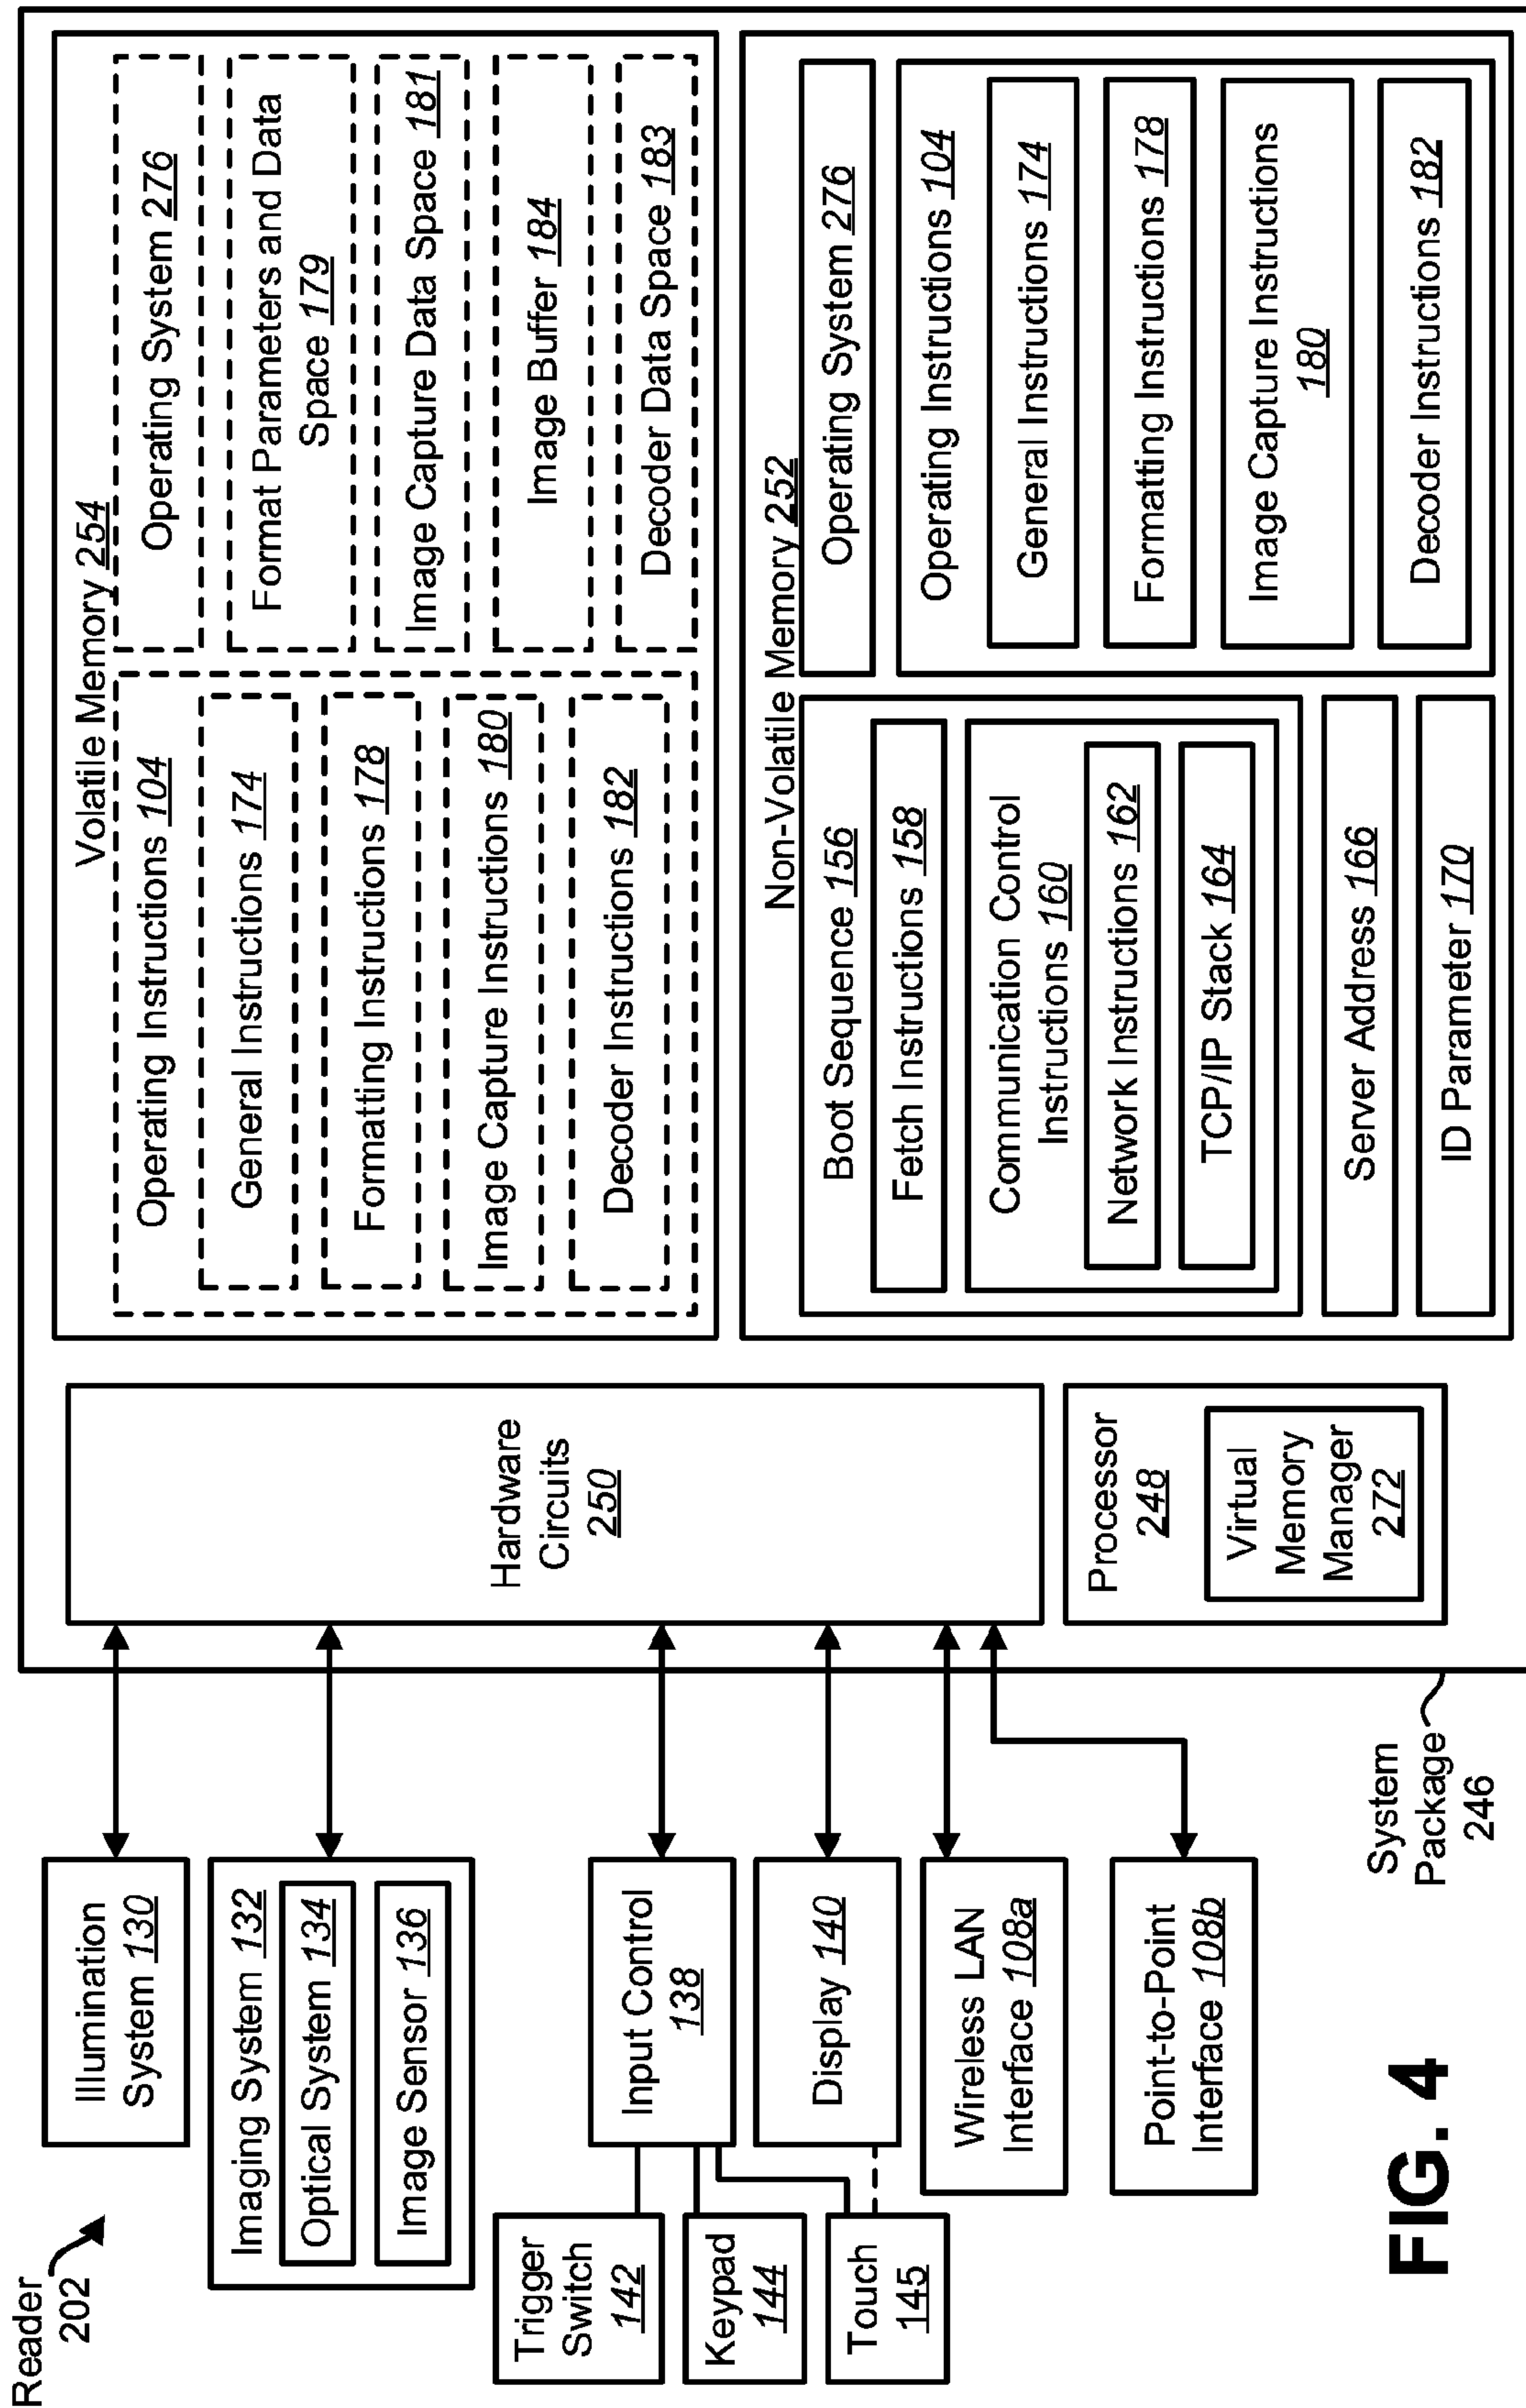 Reader
202
Illumination
System 130
Imaging System 132
Optical System 134
Image Sensor 136
Trigger
Switch
142
Keypad
144
Touch
145
Input Control
138
Display 140
Wireless LAN
Interface 108a
Point-to-Point
Interface 108b
System
Package
246
Hardware
Circuits
250
Processor
248
Virtual
Memory
Manager
272
Volatile Memory 254
Operating Instructions 104
General Instructions 174
Formatting Instructions 178
Image Capture Instructions 180
Decoder Instructions 182
Operating System 276
Format Parameters and Data
Space 179
Image Capture Data Space 181
Image Buffer 184
Decoder Data Space 183
Non-Volatile Memory 252
Boot Sequence 156
Fetch Instructions 158
Communication Control
Instructions 160
Network Instructions 162
TCP/IP Stack 164
Server Address 166
ID Parameter 170
Operating System 276
Operating Instructions 104
General Instructions 174
Formatting Instructions 178
Image Capture Instructions
180
Decoder Instructions 182
FIG. 4